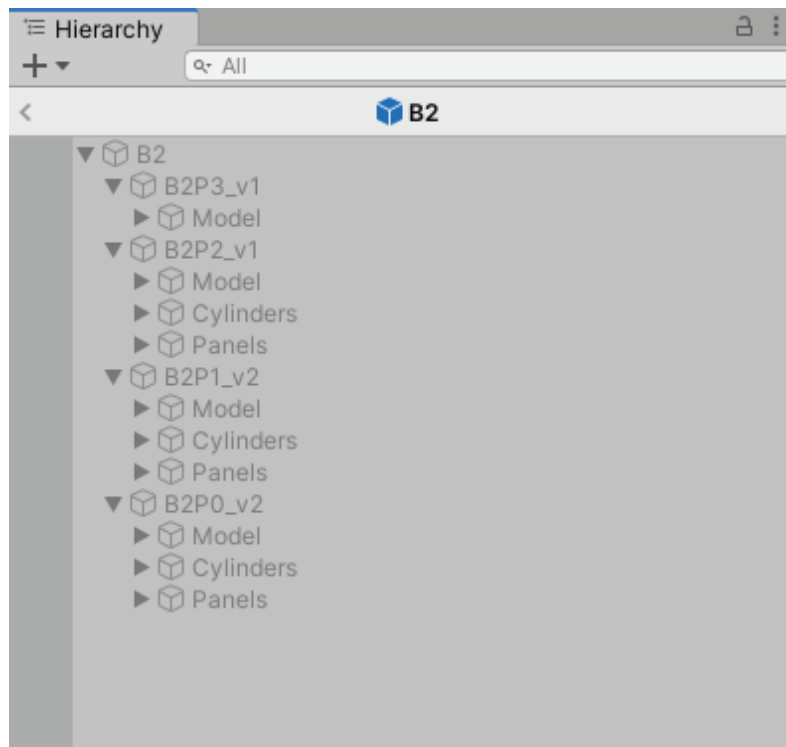 Hierarchy
All
B2
B2
B2P3_v1
Model
B2P2_v1
Model
Cylinders
Panels
B2P1_v2
Model
Cylinders
Panels
B2P0_v2
Model
Cylinders
Panels